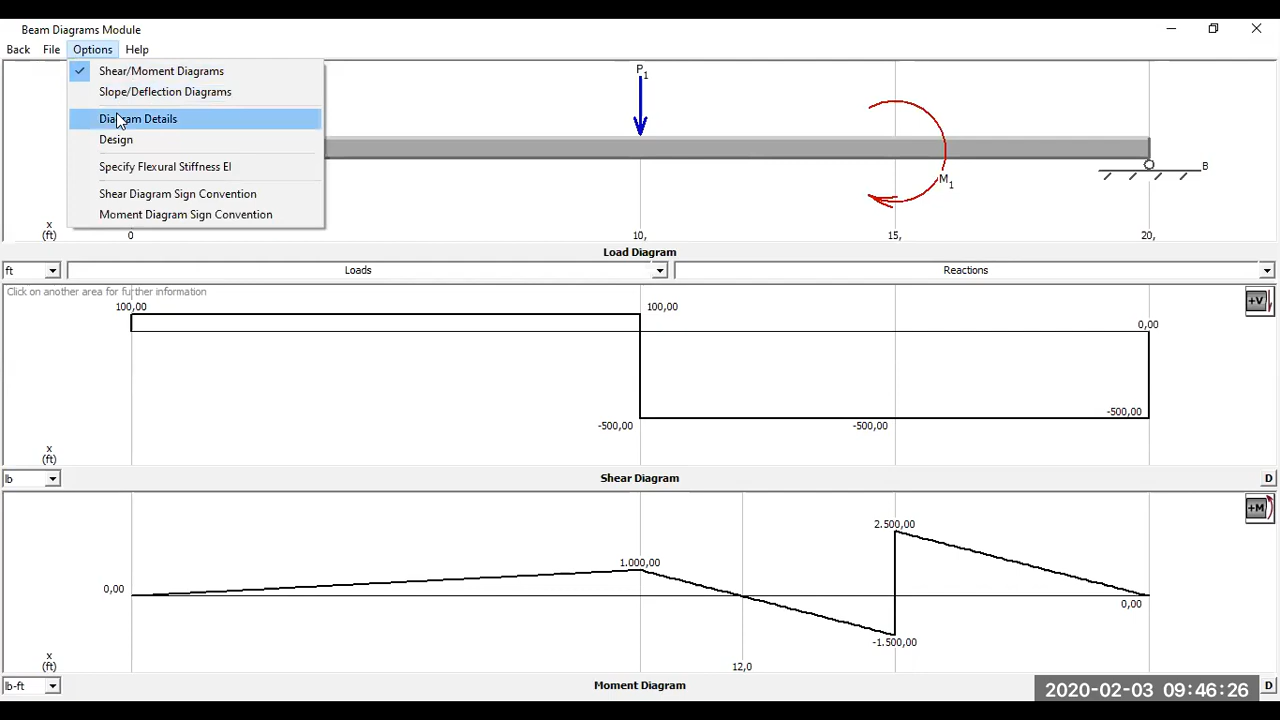 Beam Diagrams Module
Back File Options Help
Shear/Moment Diagrams
Slope/Deflection Diagrams
Diagram Details
Design
Specify Flexural Stiffness EI
Shear Diagram Sign Convention
Moment Diagram Sign Convention
P1
M1
B
x
(ft) 0 10, 15, 20,
Load Diagram
ft Loads Reactions
Click on another area for further information
+V
100,00 100,00 0,00
-500,00 -500,00 -500,00
x
(ft)
lb Shear Diagram D
+M
0,00 1.000,00 2.500,00 0,00
-1.500,00
x
(ft) 12,0
lb-ft Moment Diagram D
2020-02-03 09:46:26